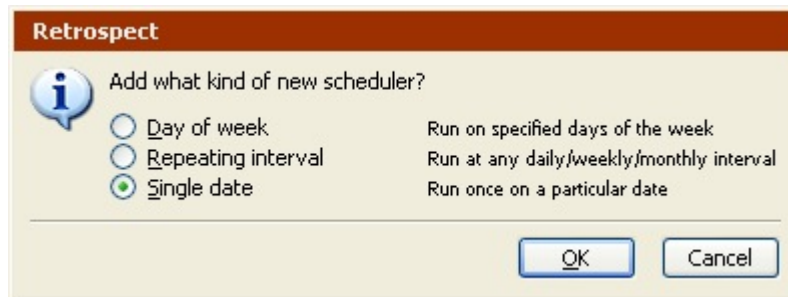 Retrospect
Add what kind of new scheduler?
Day of week Run on specified days of the week
Repeating interval Run at any daily/weekly/monthly interval
Single date Run once on a particular date
OK Cancel